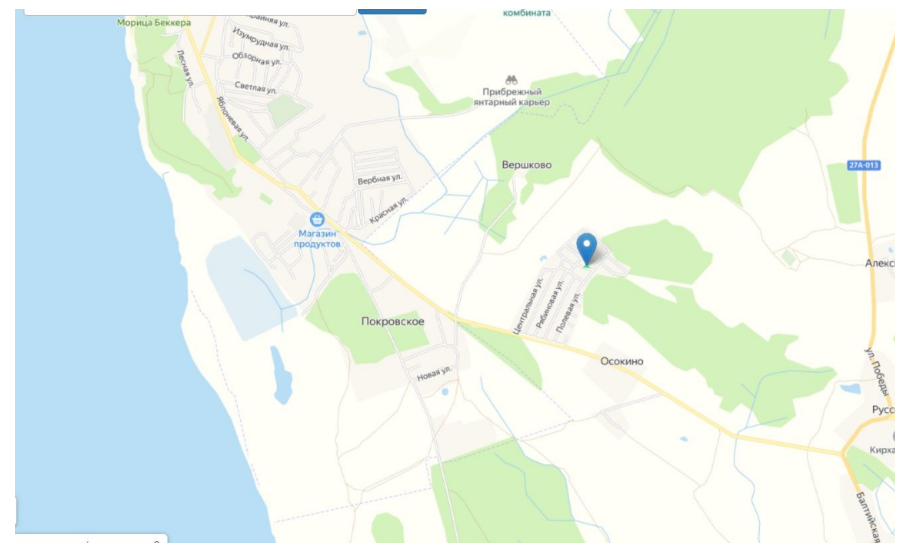 комбината
Морица Беккера
Изумрудная ул.
Обзорная ул.
Лесная ул.
Светлая ул.
Прибрежный
янтарный карьер
Яблоневая ул.
Вершково
27А-013
Вербная ул.
Красная ул.
Магазин
продуктов
Алекс
Центральная ул.
Рябиновая ул.
Полевая ул.
Покровское
Осокино
ул. Победы
Новая ул.
Русс
Кирха
Балтийская